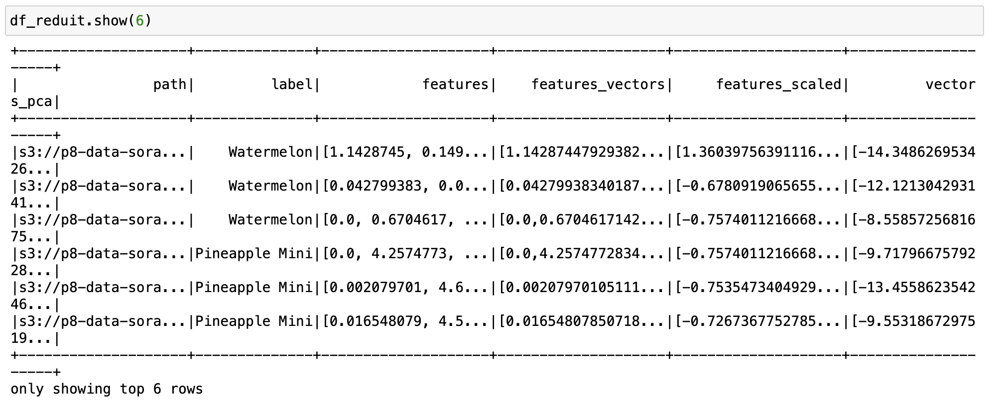 df_reduit.show(6)
+--------------------+--------------+--------------------+--------------------+--------------------+---------------
-----+
|                path|         label|            features|    features_vectors|     features_scaled|         vector
s_pca|
+--------------------+--------------+--------------------+--------------------+--------------------+---------------
-----+
|s3://p8-data-sora...|    Watermelon|[1.1428745, 0.149...|[1.14287447929382...|[1.36039756391116...|[-14.3486269534
26...|
|s3://p8-data-sora...|    Watermelon|[0.042799383, 0.0...|[0.04279938340187...|[-0.6780919065655...|[-12.1213042931
41...|
|s3://p8-data-sora...|    Watermelon|[0.0, 0.6704617, ...|[0.0,0.6704617142...|[-0.7574011216668...|[-8.55857256816
75...|
|s3://p8-data-sora...|Pineapple Mini|[0.0, 4.2574773, ...|[0.0,4.2574772834...|[-0.7574011216668...|[-9.71796675792
28...|
|s3://p8-data-sora...|Pineapple Mini|[0.002079701, 4.6...|[0.00207970105111...|[-0.7535473404929...|[-13.4558623542
46...|
|s3://p8-data-sora...|Pineapple Mini|[0.016548079, 4.5...|[0.01654807850718...|[-0.7267367752785...|[-9.55318672975
19...|
+--------------------+--------------+--------------------+--------------------+--------------------+---------------
-----+
only showing top 6 rows